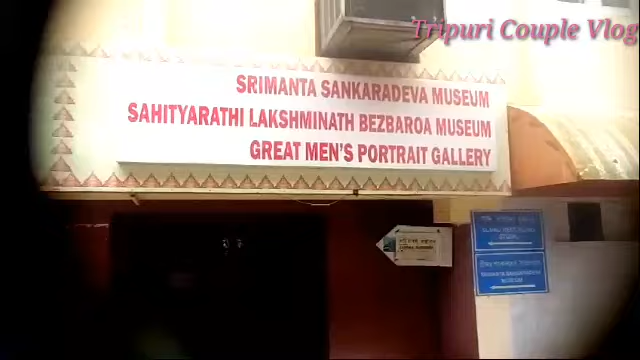 Tripuri Couple Vlog
SRIMANTA SANKARADEVA MUSEUM
SAHITYARATHI LAKSHMINATH BEZBAROA MUSEUM
GREAT MEN'S PORTRAIT GALLERY